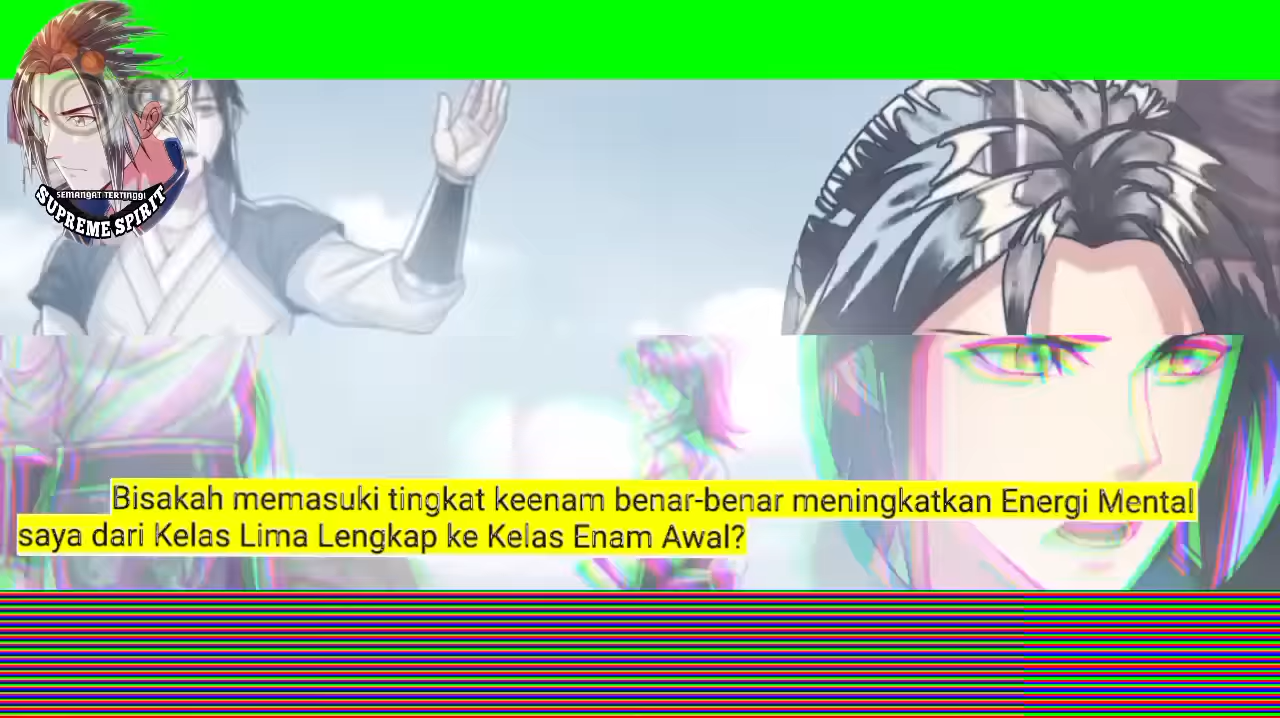 SEMANGAT TERTINGGI
SUPREME SPIRIT
Bisakah memasuki tingkat keenam benar-benar meningkatkan Energi Mental
saya dari Kelas Lima Lengkap ke Kelas Enam Awal?